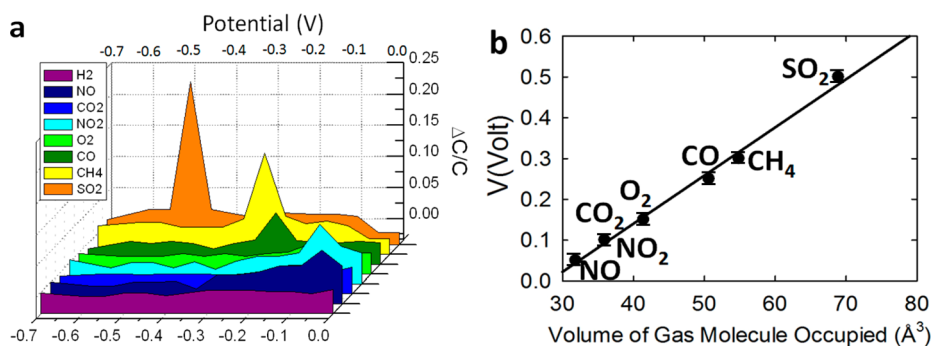 a
Potential (V)
-0.7 -0.6 -0.5 -0.4 -0.3 -0.2 -0.1 0.0
H2
NO
CO2
NO2
O2
CO
CH4
SO2
0.25
0.20
0.15
0.10
0.05
0.00
ΔC/C
-0.7 -0.6 -0.5 -0.4 -0.3 -0.2 -0.1 0.0
b
V(Volt)
0.6
0.5
0.4
0.3
0.2
0.1
0.0
SO₂
CO
CH₄
O₂
CO₂
NO₂
NO
30 40 50 60 70 80
Volume of Gas Molecule Occupied (Å³)